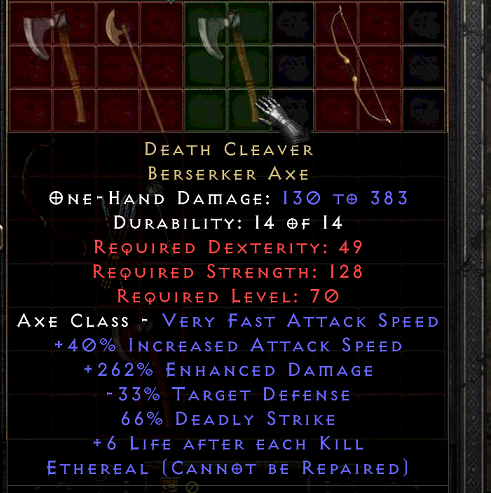 Death Cleaver
Berserker Axe
One-Hand Damage: 130 to 383
Durability: 14 of 14
Required Dexterity: 49
Required Strength: 128
Required Level: 70
Axe Class - Very Fast Attack Speed
+40% Increased Attack Speed
+262% Enhanced Damage
-33% Target Defense
66% Deadly Strike
+6 Life after each Kill
Ethereal (Cannot be Repaired)